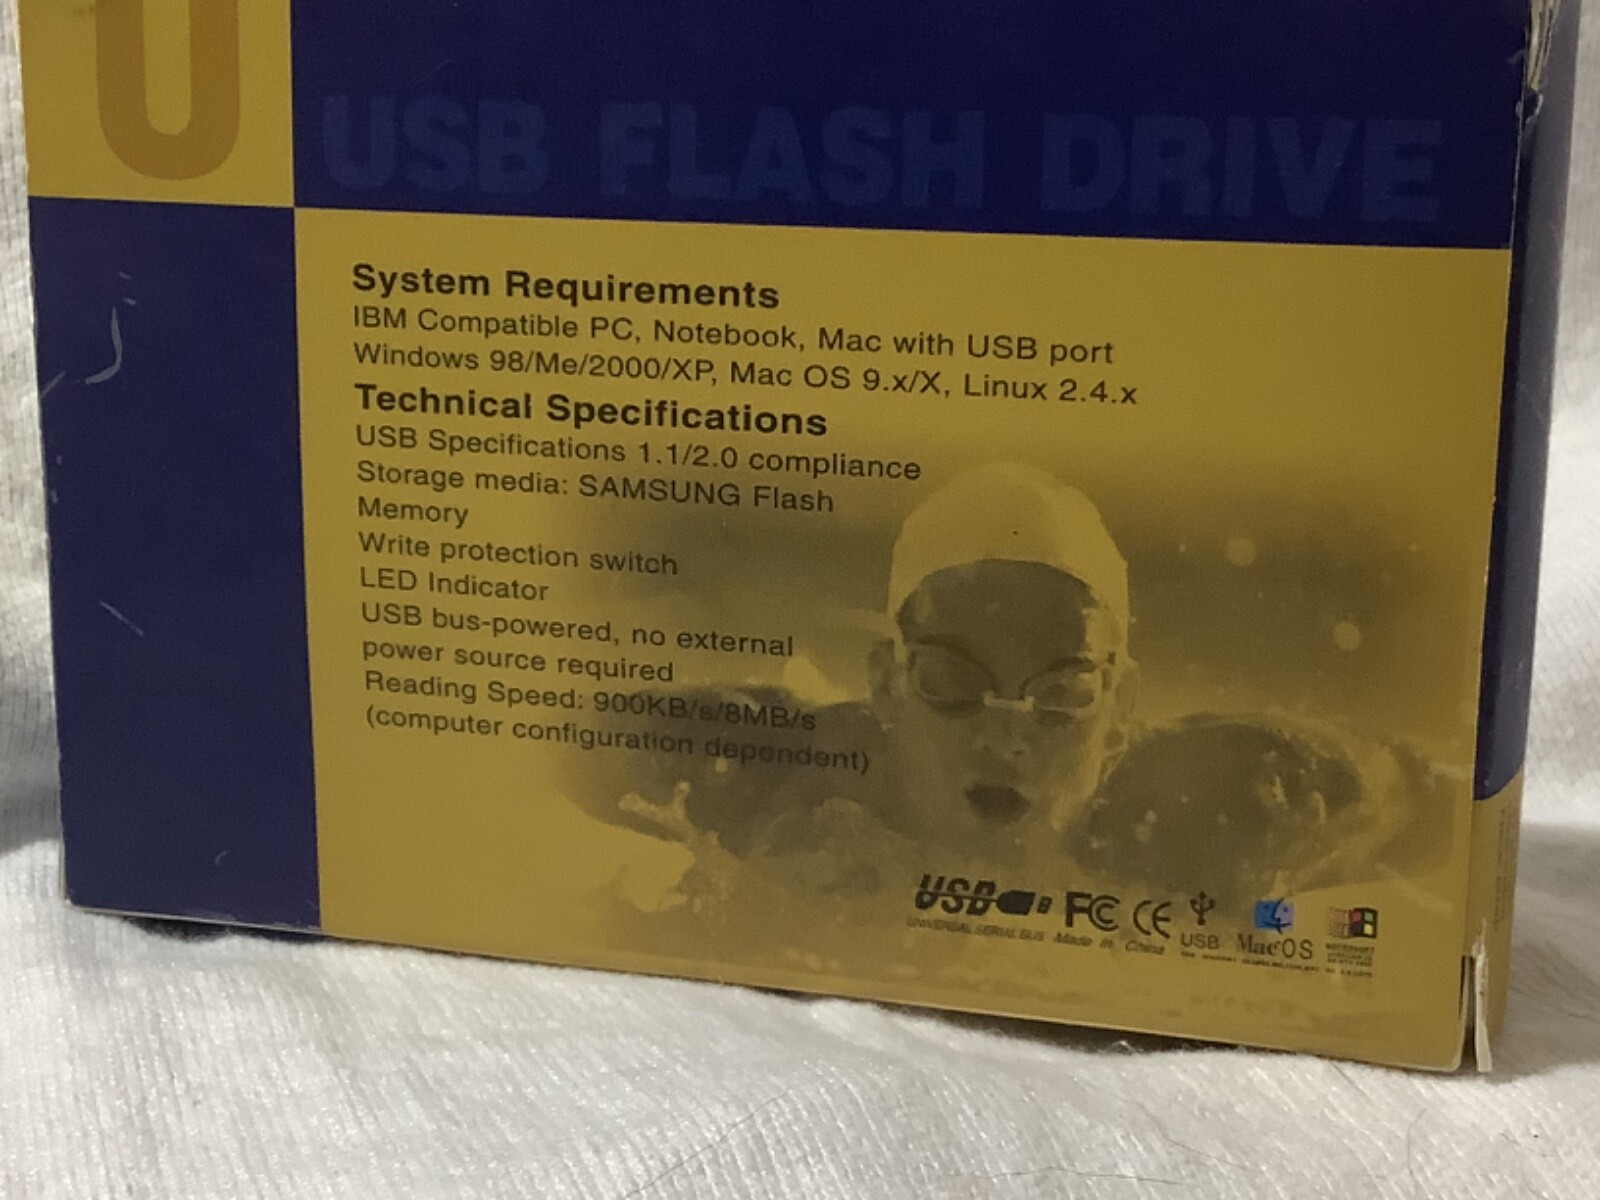 U
USB FLASH DRIVE
System Requirements
IBM Compatible PC, Notebook, Mac with USB port
Windows 98/Me/2000/XP, Mac OS 9.x/X, Linux 2.4.x
Technical Specifications
USB Specifications 1.1/2.0 compliance
Storage media: SAMSUNG Flash
Memory
Write protection switch
LED Indicator
USB bus-powered, no external
power source required
Reading Speed: 900KB/s/8MB/s
(computer configuration dependent)
USB FC CE
UNIVERSAL SERIAL BUS Made in China USB MacOS